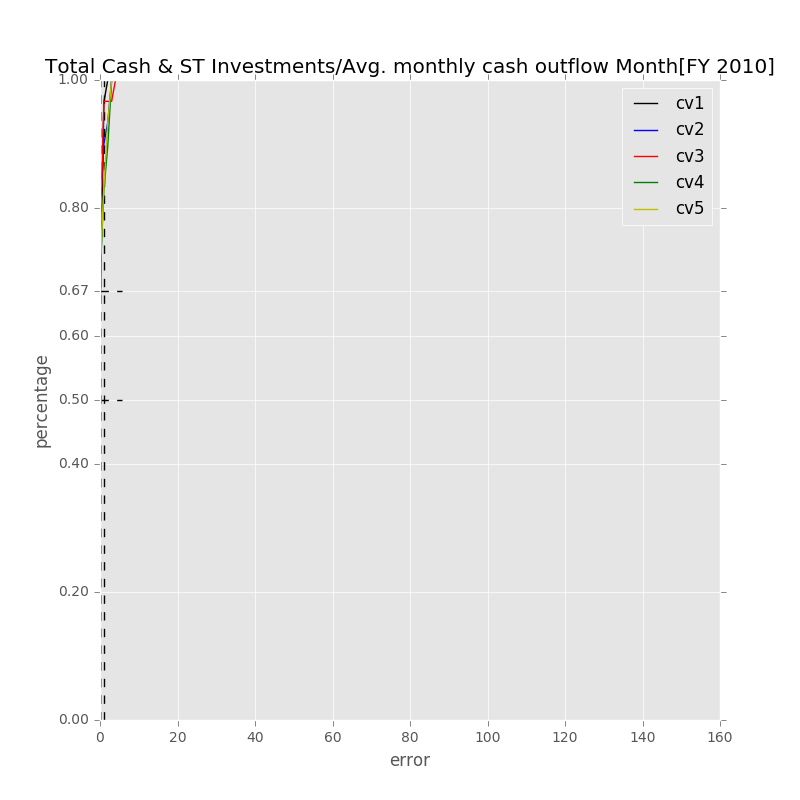 Total Cash & ST Investments/Avg. monthly cash outflow Month[FY 2010]
1.00
0.80
0.67
0.60
0.50
0.40
0.20
0.00
percentage
cv1
cv2
cv3
cv4
cv5
0 20 40 60 80 100 120 140 160
error